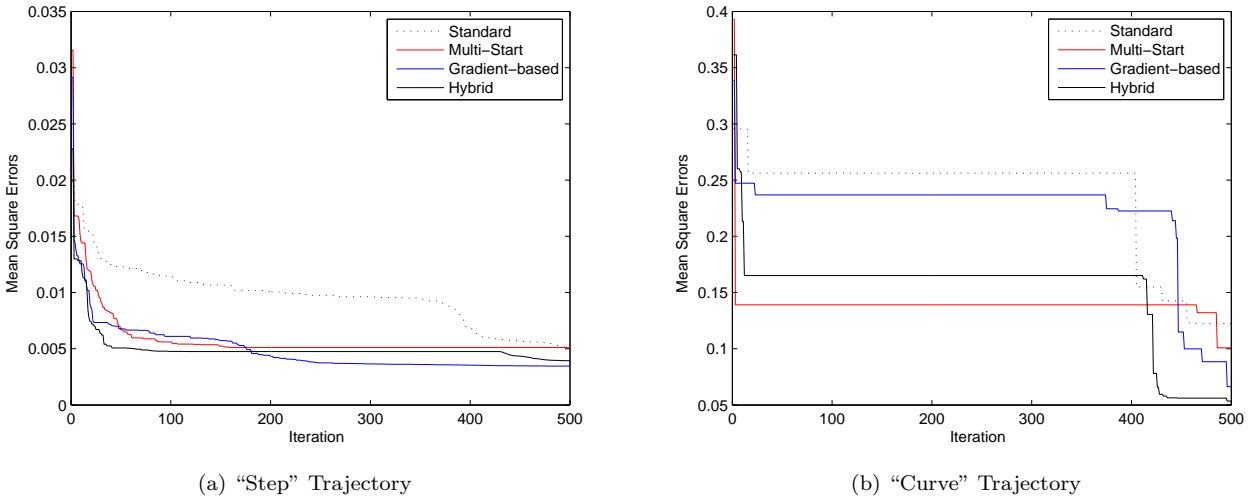 0.035
0.03
0.025
0.02
0.015
0.01
0.005
0
Mean Square Errors
0 100 200 300 400 500
Iteration
Standard
Multi-Start
Gradient-based
Hybrid
(a) “Step” Trajectory
0.4
0.35
0.3
0.25
0.2
0.15
0.1
0.05
Mean Square Errors
0 100 200 300 400 500
Iteration
Standard
Multi-Start
Gradient-based
Hybrid
(b) “Curve” Trajectory